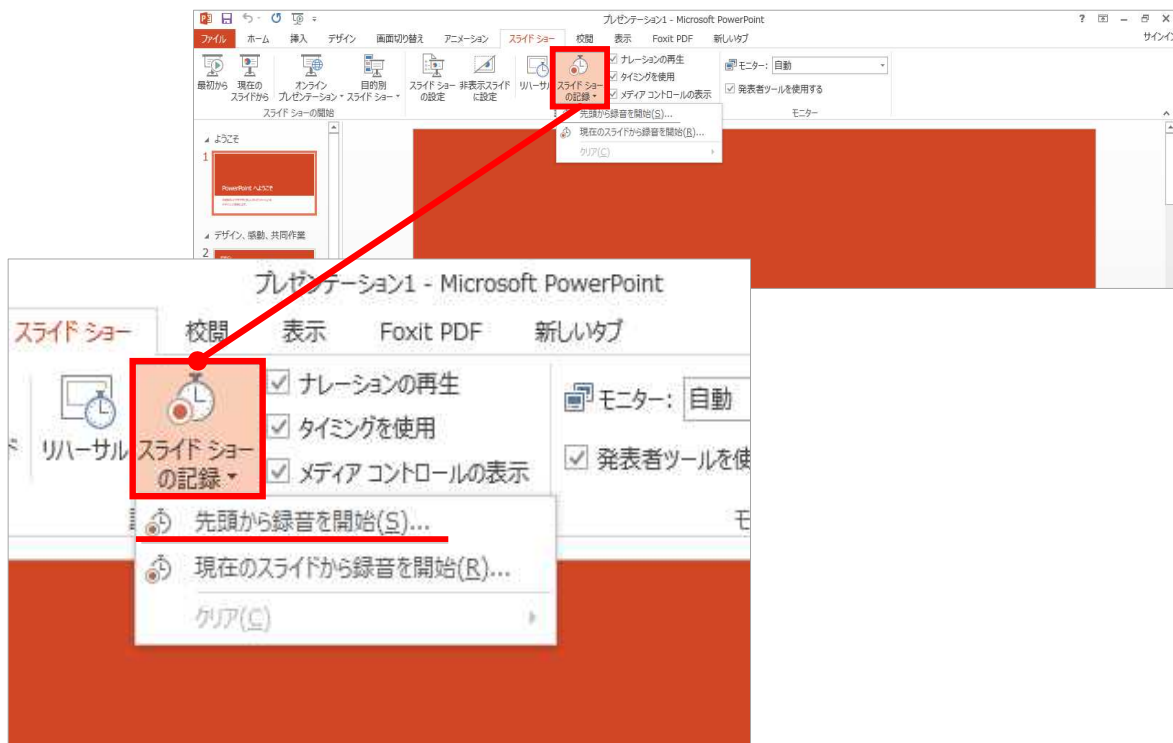 プレゼンテーション1 - Microsoft PowerPoint
?
サインイン
ファイル ホーム 挿入 デザイン 画面切り替え アニメーション スライド ショー 校閲 表示 Foxit PDF 新しいタブ
最初から 現在の オンライン 目的別 スライド ショー 非表示スライド リハーサル スライド ショー
スライドから プレゼンテーション スライド ショー の設定 に設定 の記録
ナレーションの再生
タイミングを使用
メディア コントロールの表示
モニター: 自動
発表者ツールを使用する
スライド ショーの開始
モニター
先頭から録音を開始(S)...
現在のスライドから録音を開始(R)...
クリア(C)
ようこそ
1
PowerPoint へようこそ
デザイン、感動、共同作業
2
プレゼンテーション1 - Microsoft PowerPoint
スライド ショー 校閲 表示 Foxit PDF 新しいタブ
リハーサル スライド ショー
の記録
ナレーションの再生
タイミングを使用
メディア コントロールの表示
モニター: 自動
発表者ツールを使
モ
先頭から録音を開始(S)...
現在のスライドから録音を開始(R)...
クリア(C)